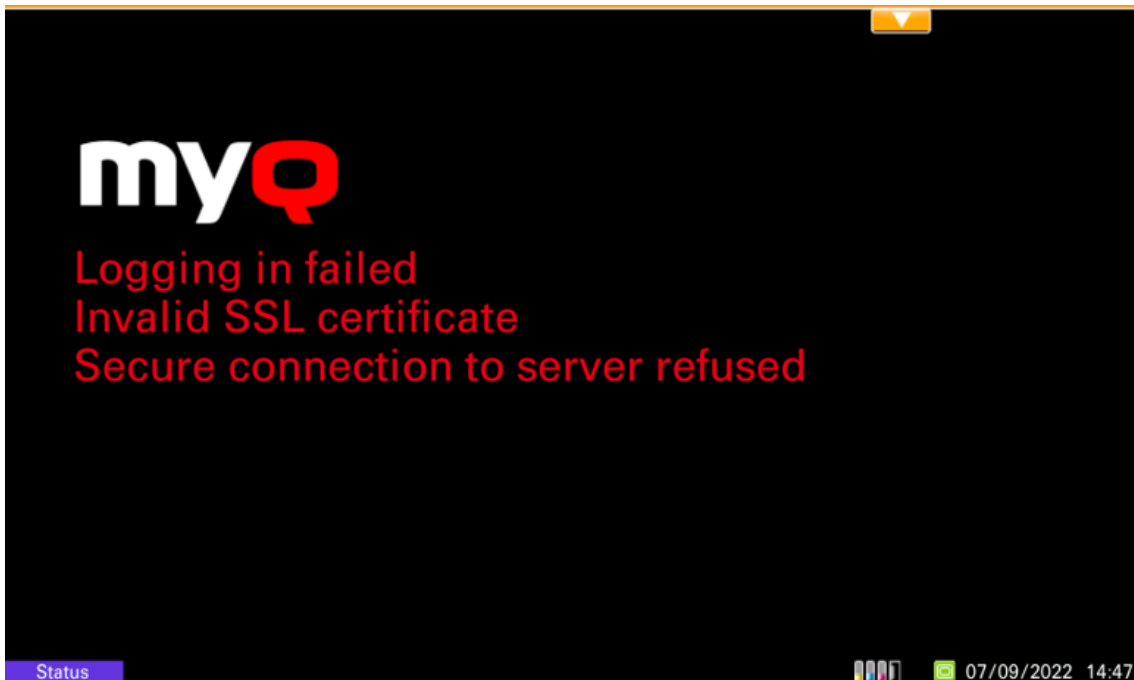 myQ
Logging in failed
Invalid SSL certificate
Secure connection to server refused
Status 07/09/2022 14:47